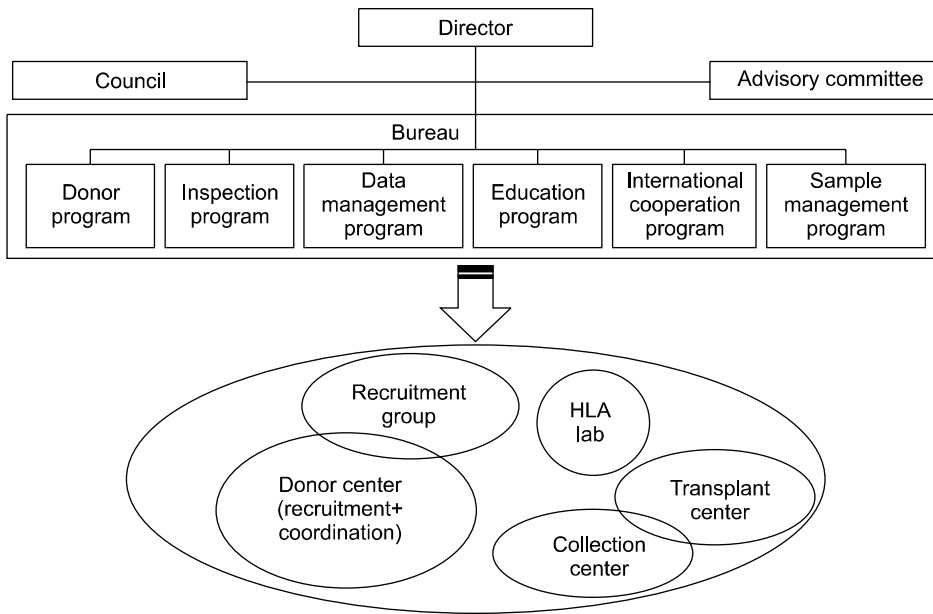 Director
Council
Advisory committee
Bureau
Donor
program
Inspection
program
Data
management
program
Education
program
International
cooperation
program
Sample
management
program
Recruitment
group
HLA
lab
Donor center
(recruitment+
coordination)
Transplant
center
Collection
center